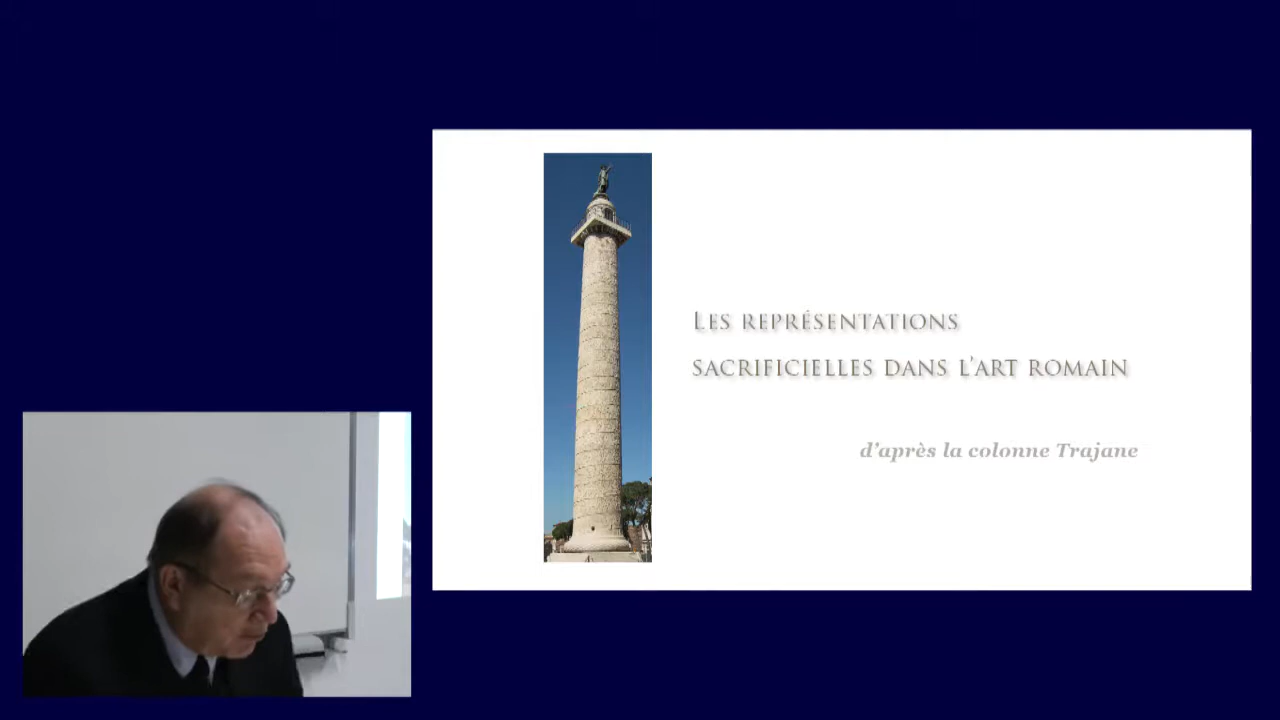 Les représentations
sacrificielles dans l’art romain
d’après la colonne Trajane